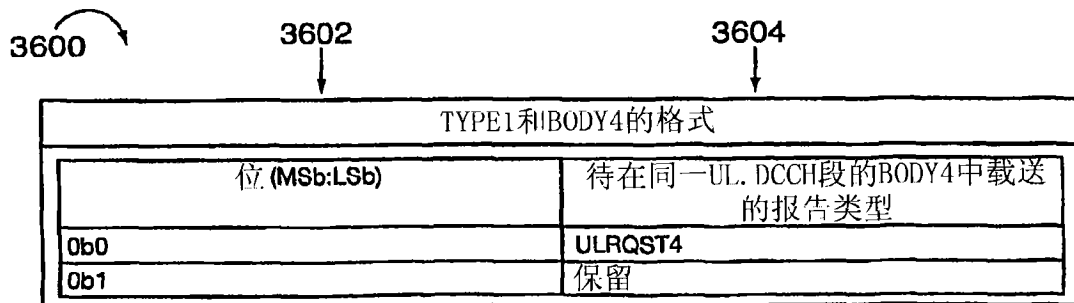 3600
3602
3604
TYPE1和BODY4的格式
位 (MSb:LSb)
待在同一UL.DCCH段的BODY4中载送
的报告类型
0b0
ULRQST4
0b1
保留